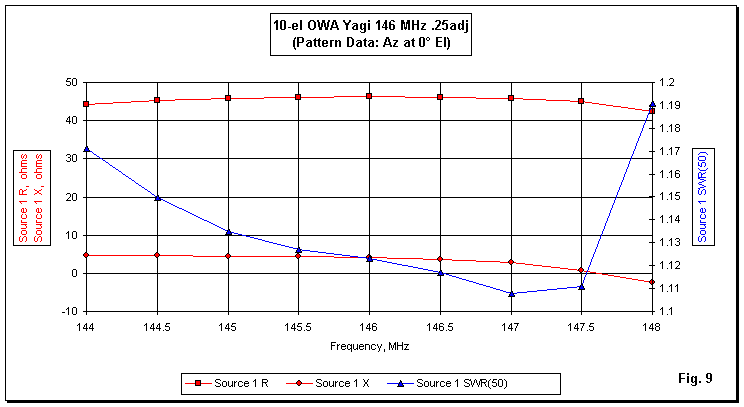 10-el OWA Yagi 146 MHz .25adj
(Pattern Data: Az at 0° El)
50
40
30
20
10
0
-10
Source 1 R, ohms
Source 1 X, ohms
1.2
1.19
1.18
1.17
1.16
1.15
1.14
1.13
1.12
1.11
1.1
Source 1 SWR(50)
144 144.5 145 145.5 146 146.5 147 147.5 148
Frequency, MHz
Source 1 R Source 1 X Source 1 SWR(50)
Fig. 9